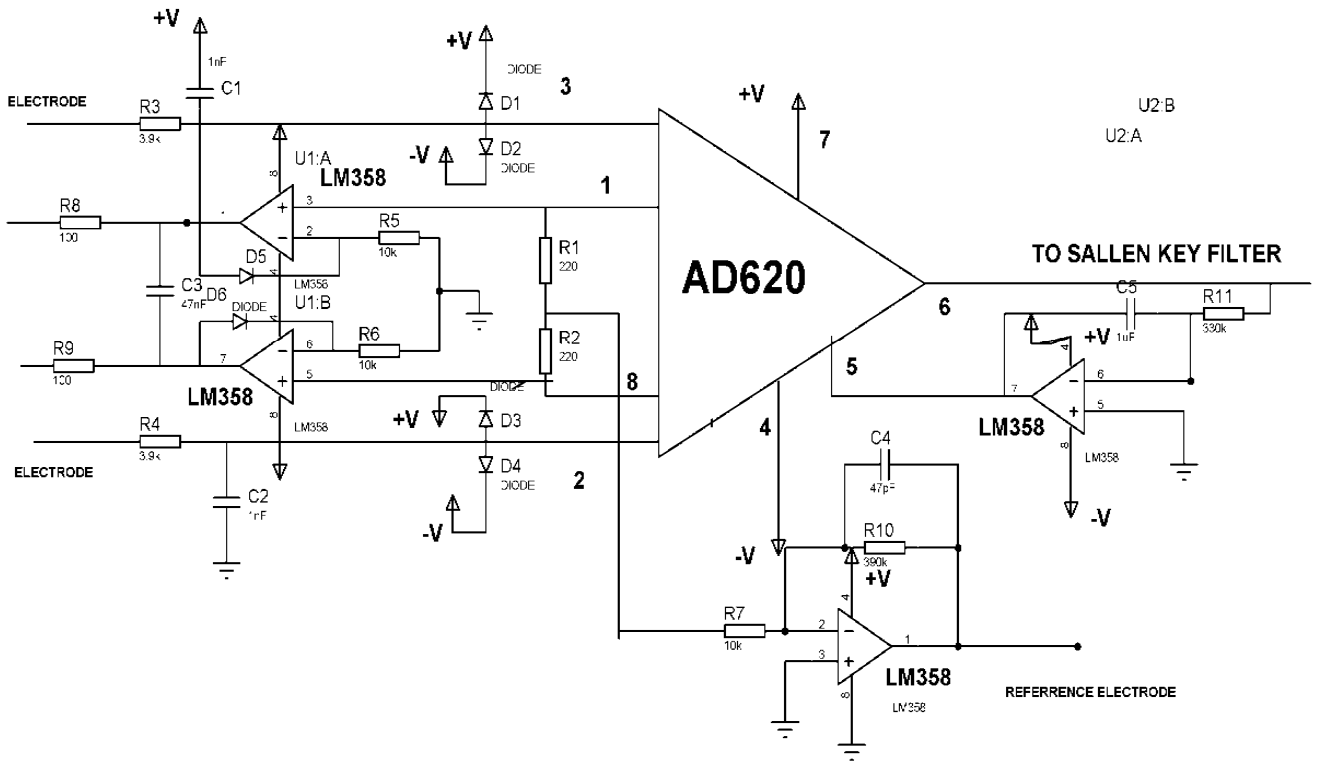 +V
1nF
C1
ELECTRODE
R3
3.9k
+V
DIODE
3
D1
D2
DIODE
-V
+V
7
U2:B
U2:A
U1:A
LM358
8
3
2
4
1
R8
100
R5
10k
R1
220
D5
LM358
U1:B
C3
47nF
D6
DIODE
4
AD620
TO SALLEN KEY FILTER
6
C5
1uF
R11
330k
R2
220
R9
100
7
6
5
R6
10k
LM358
8
LM358
DIODE
8
5
+V
4
7
6
5
LM358
8
LM358
-V
+V
D3
D4
DIODE
-V
2
R4
3.9k
ELECTRODE
C2
1nF
4
-V
C4
47pF
R10
390k
+V
4
R7
10k
2
3
1
8
LM358
LM358
REFERRENCE ELECTRODE